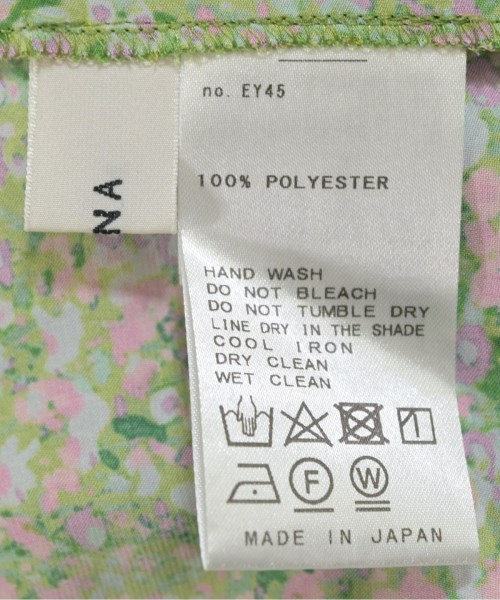 NA
no. EY45
100% POLYESTER
HAND WASH
DO NOT BLEACH
DO NOT TUMBLE DRY
LINE DRY IN THE SHADE
COOL IRON
DRY CLEAN
WET CLEAN
F W
MADE IN JAPAN